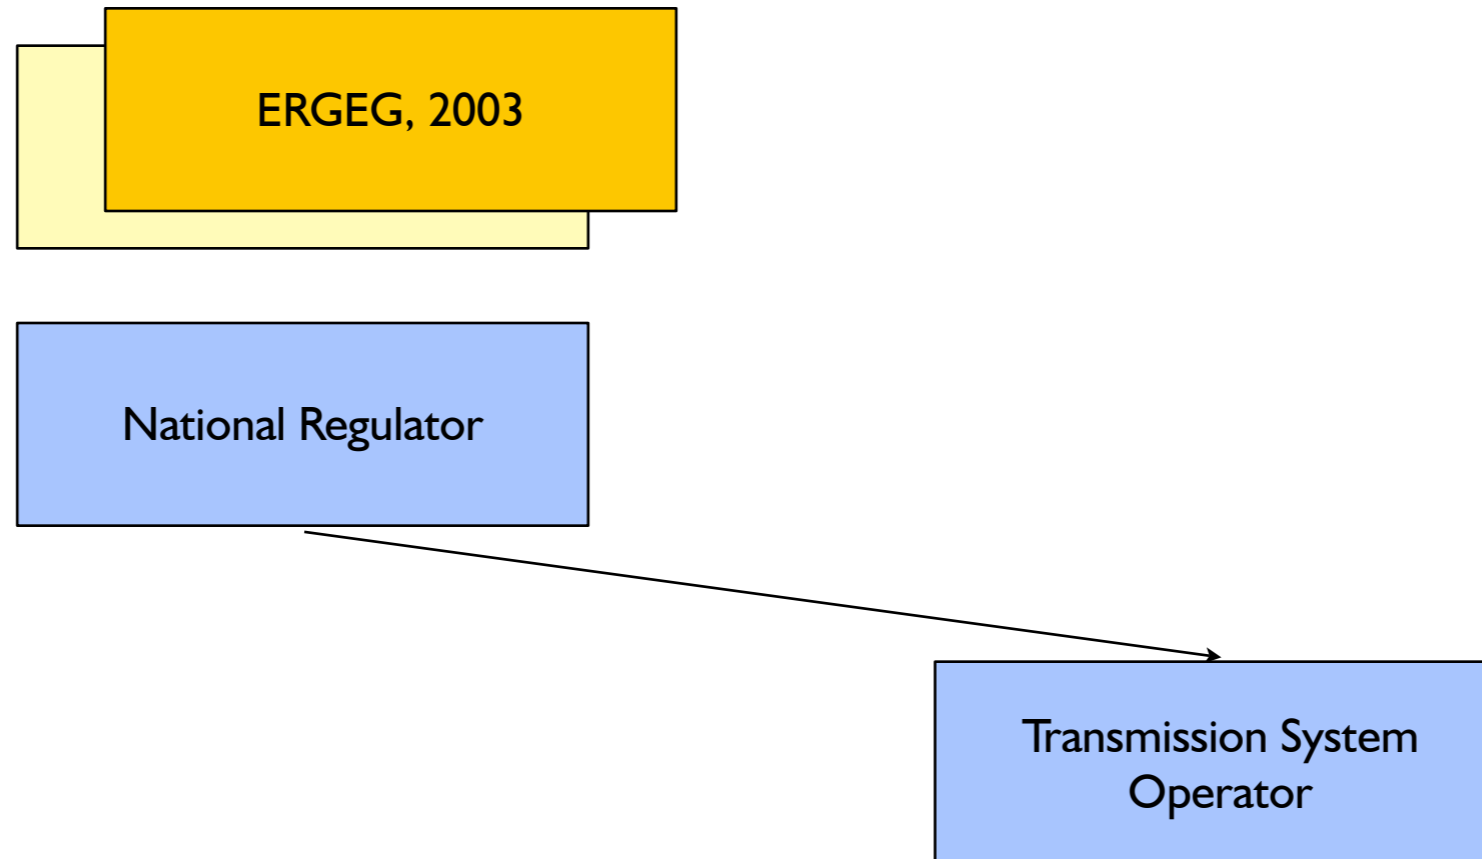 ERGEG, 2003
National Regulator
Transmission System
Operator